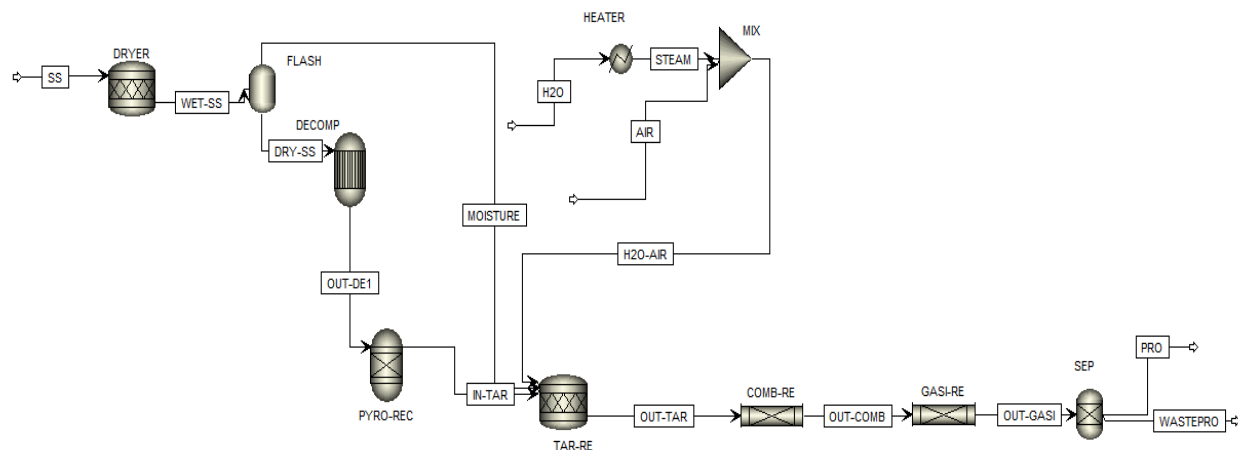 HEATER
MIX
DRYER
FLASH
STEAM
SS
H2O
WET-SS
DECOMP
AIR
DRY-SS
MOISTURE
H2O-AIR
OUT-DE1
PRO
SEP
COMB-RE
GASI-RE
IN-TAR
OUT-TAR
OUT-COMB
OUT-GASI
WASTEPRO
PYRO-REC
TAR-RE